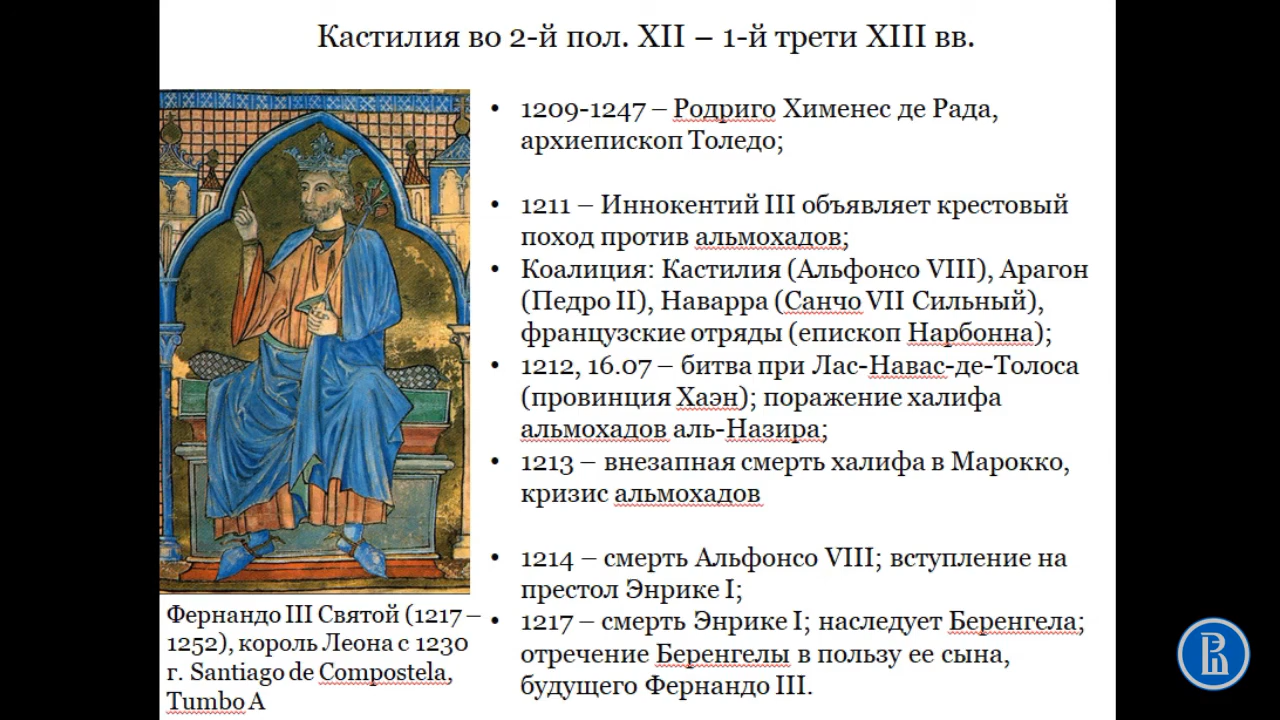 Кастилия во 2-й пол. XII – 1-й трети XIII вв.
• 1209-1247 – Родриго Хименес де Рада,
архиепископ Толедо;
• 1211 – Иннокентий III объявляет крестовый
поход против альмохадов;
• Коалиция: Кастилия (Альфонсо VIII), Арагон
(Педро II), Наварра (Санчо VII Сильный),
французские отряды (епископ Нарбонна);
• 1212, 16.07 – битва при Лас-Навас-де-Толоса
(провинция Хаэн); поражение халифа
альмохадов аль-Назира;
• 1213 – внезапная смерть халифа в Марокко,
кризис альмохадов
• 1214 – смерть Альфонсо VIII; вступление на
престол Энрике I;
• 1217 – смерть Энрике I; наследует Беренгела;
отречение Беренгелы в пользу ее сына,
будущего Фернандо III.
Фернандо III Святой (1217 –
1252), король Леона с 1230
г. Santiago de Compostela,
Tumbo A